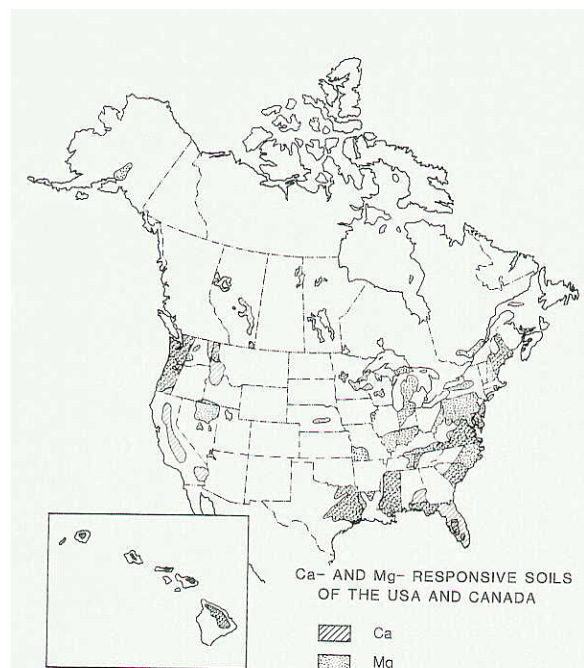 Ca- AND Mg- RESPONSIVE SOILS
OF THE USA AND CANADA
Ca
Mg